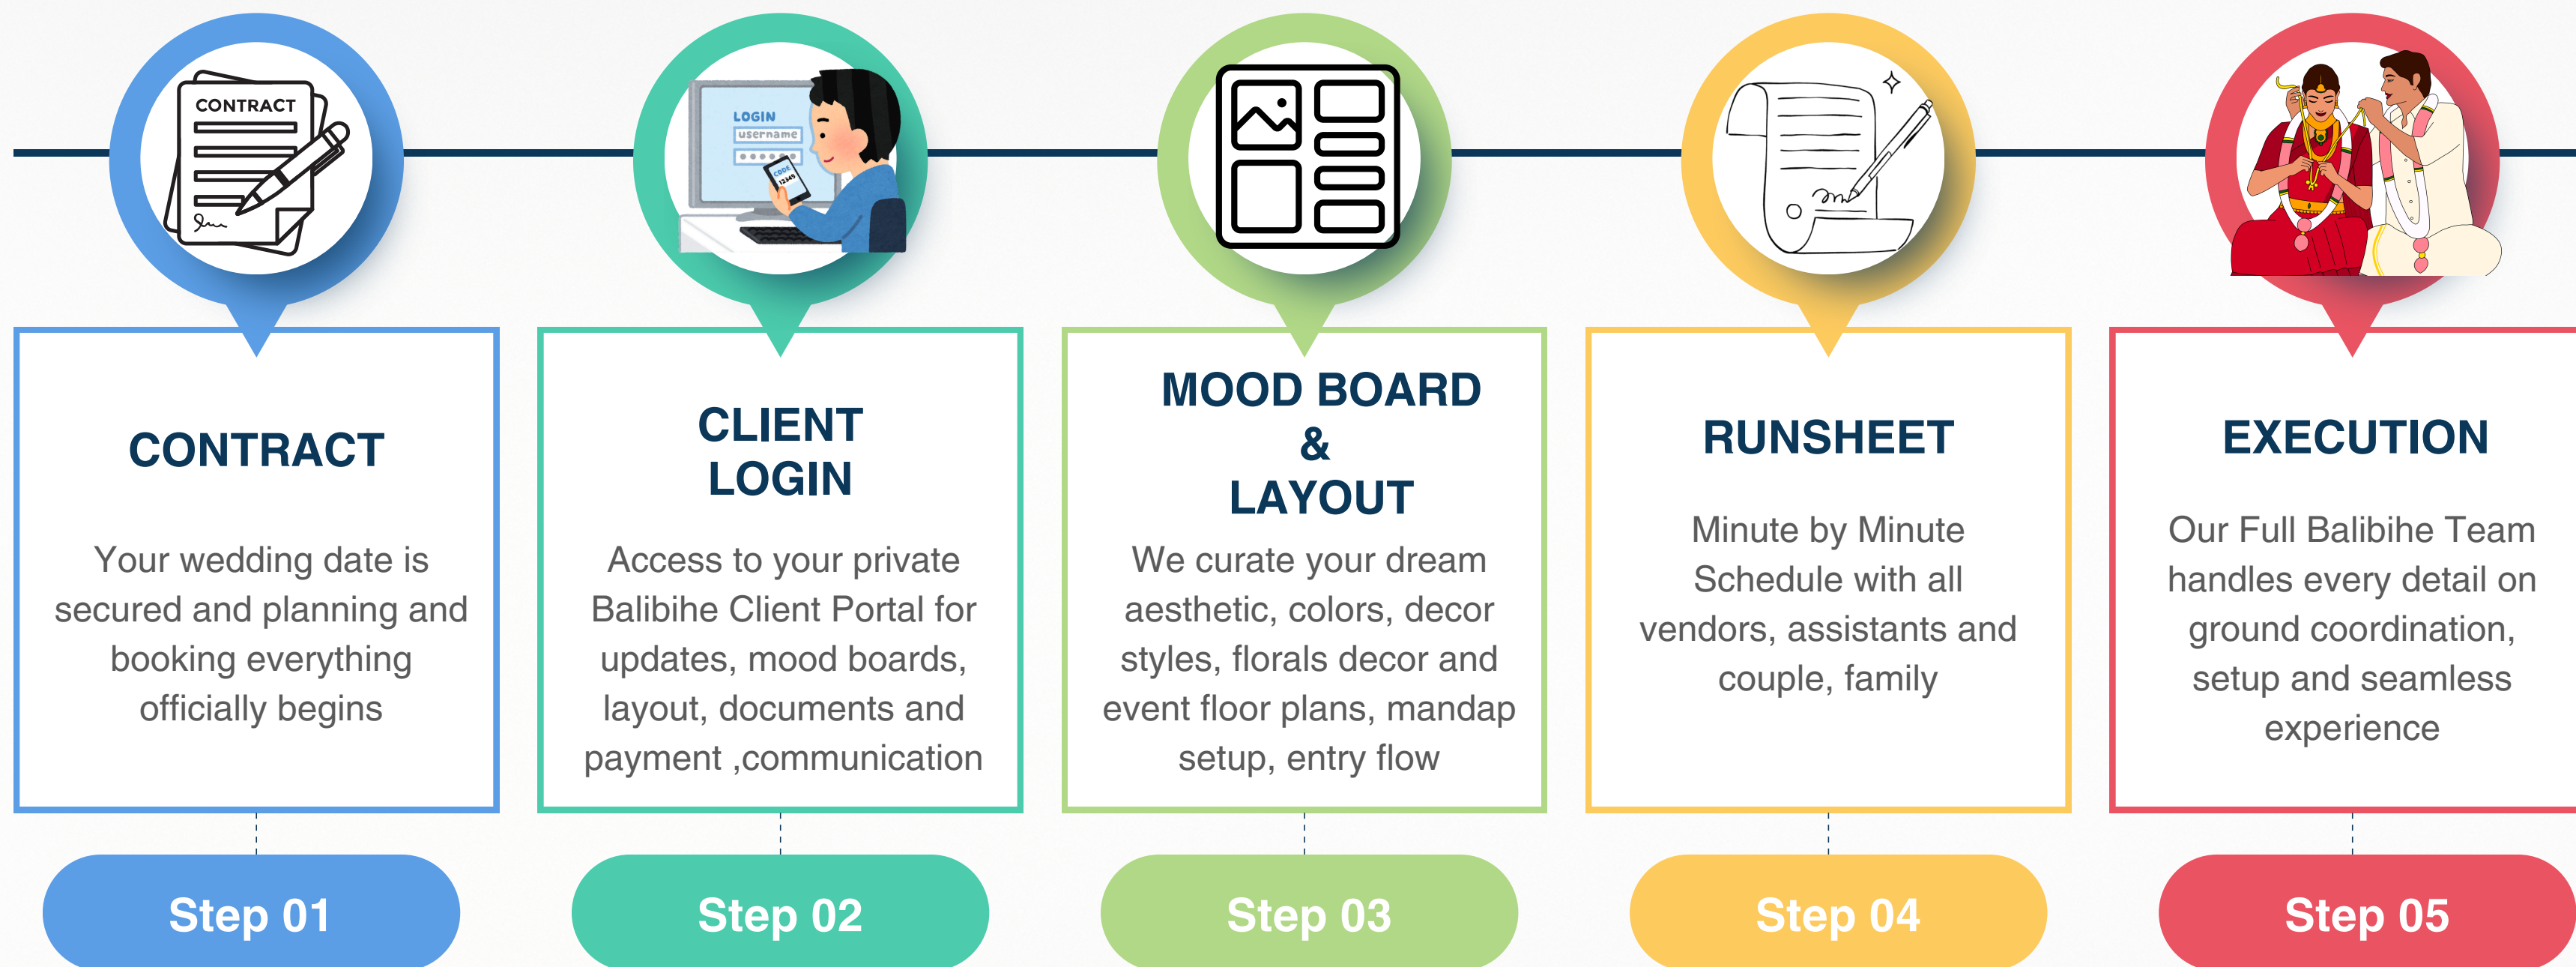 CONTRACT
LOGIN
username
CODE
12345
CONTRACT
Your wedding date is
secured and planning and
booking everything
officially begins
Step 01
CLIENT
LOGIN
Access to your private
Balibihe Client Portal for
updates, mood boards,
layout, documents and
payment ,communication
Step 02
MOOD BOARD
&
LAYOUT
We curate your dream
aesthetic, colors, decor
styles, florals decor and
event floor plans, mandap
setup, entry flow
Step 03
RUNSHEET
Minute by Minute
Schedule with all
vendors, assistants and
couple, family
Step 04
EXECUTION
Our Full Balibihe Team
handles every detail on
ground coordination,
setup and seamless
experience
Step 05